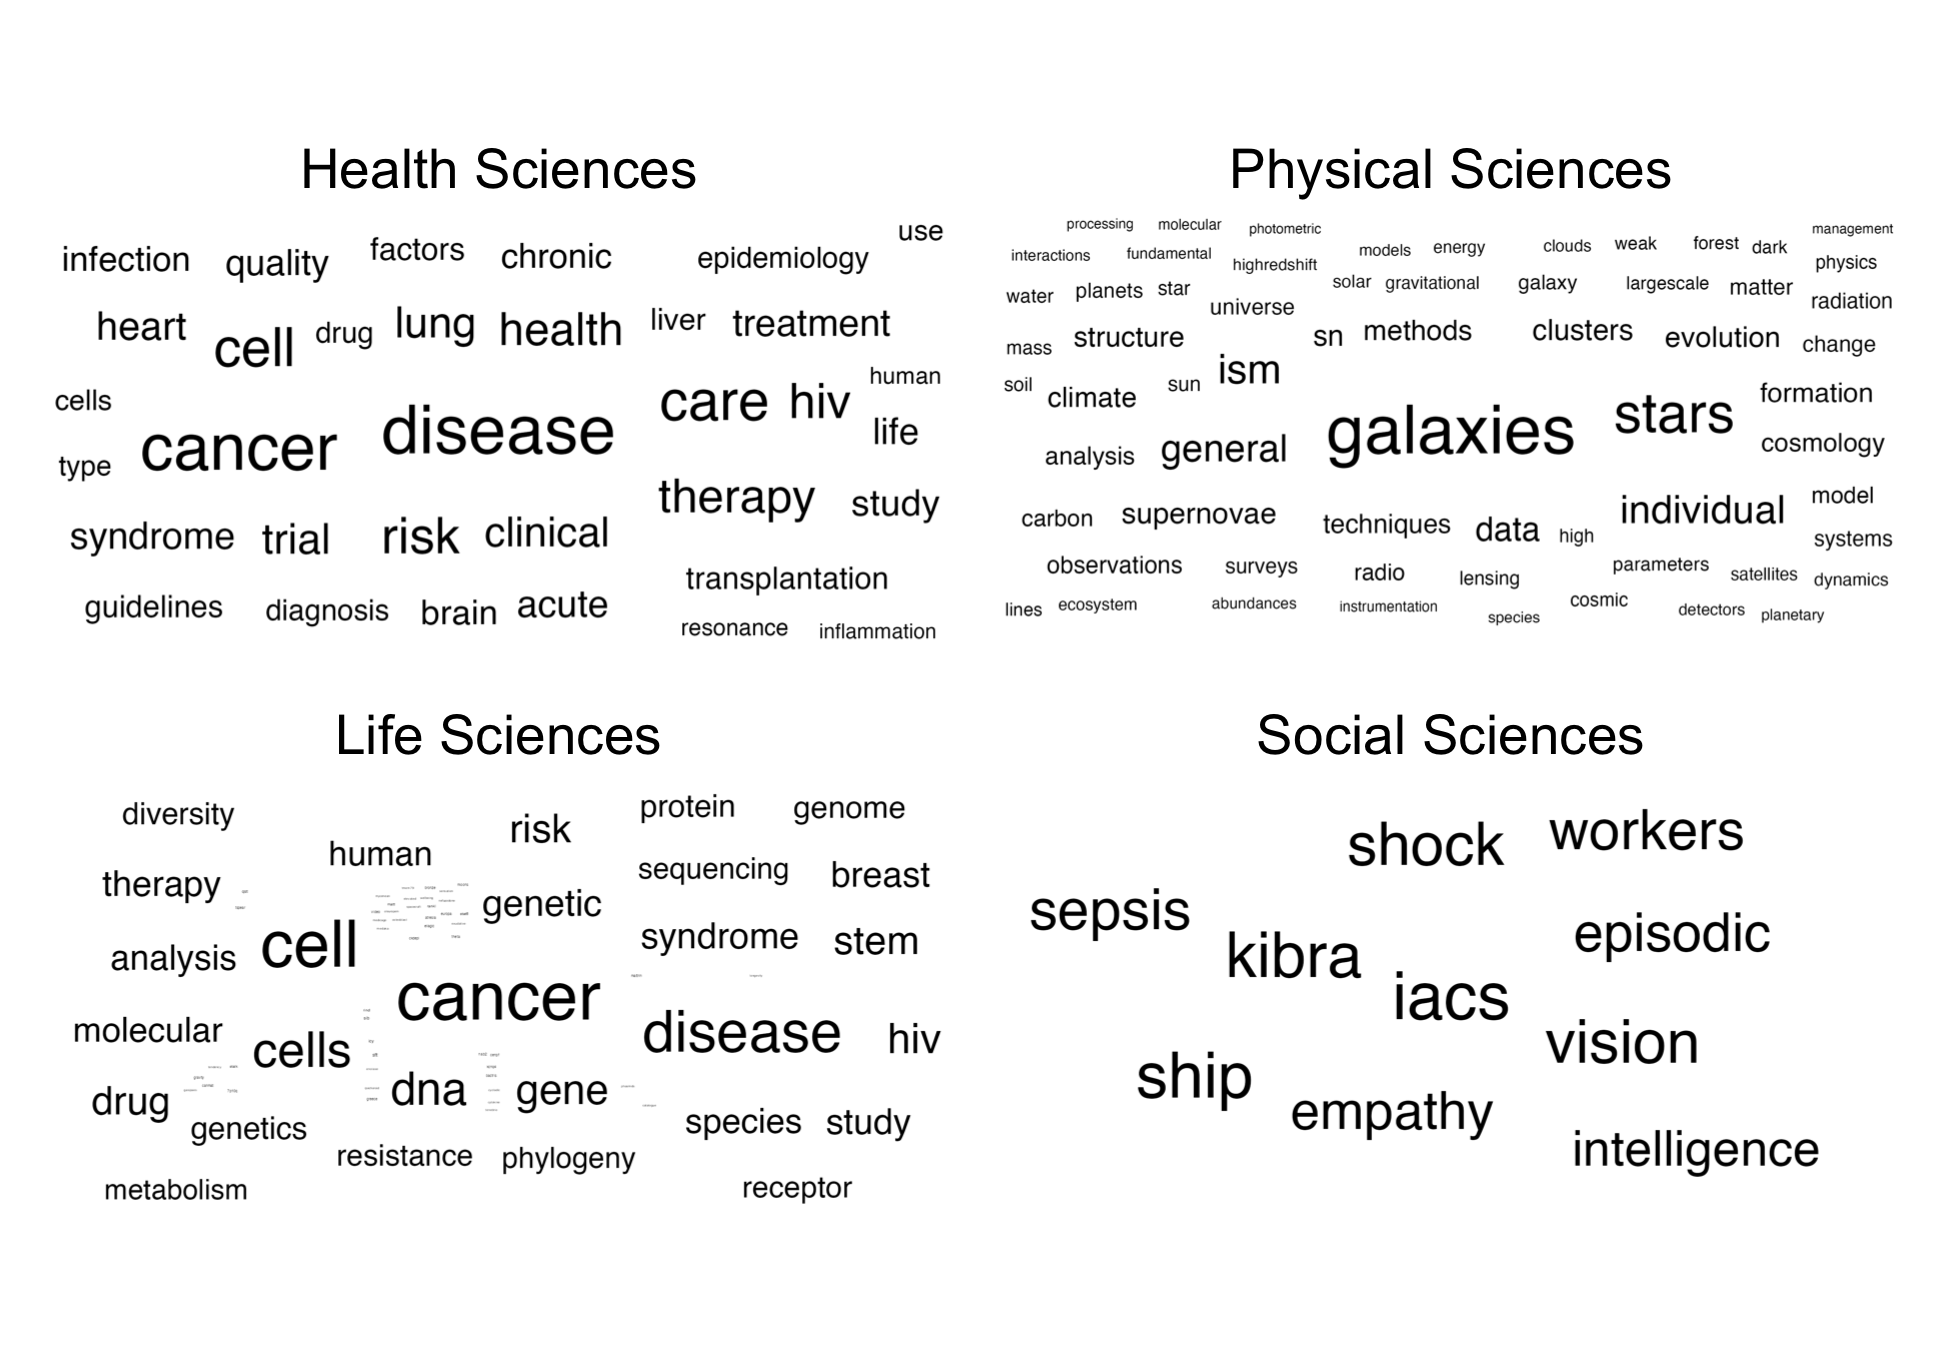 Health Sciences
use
infection quality factors chronic epidemiology
heart cell drug lung health liver treatment
human
cells cancer disease care hiv life
type
therapy study
syndrome trial risk clinical
transplantation
guidelines diagnosis brain acute
resonance inflammation
Physical Sciences
processing molecular photometric management
interactions fundamental highredshift models energy clouds weak forest dark physics
water planets star universe solar gravitational galaxy largescale matter radiation
mass structure sn methods clusters evolution change
soil climate sun ism galaxies stars formation
analysis general cosmology
carbon supernovae techniques data high individual model systems
observations surveys radio lensing parameters satellites dynamics
lines ecosystem abundances instrumentation species cosmic detectors planetary
Life Sciences
diversity risk protein genome
human
therapy sequencing breast
genetic
analysis cell syndrome stem
cancer
molecular cells disease hiv
drug dna gene
genetics species study
resistance phylogeny
metabolism receptor
Social Sciences
shock workers
sepsis episodic
kibra iacs
vision
ship empathy
intelligence